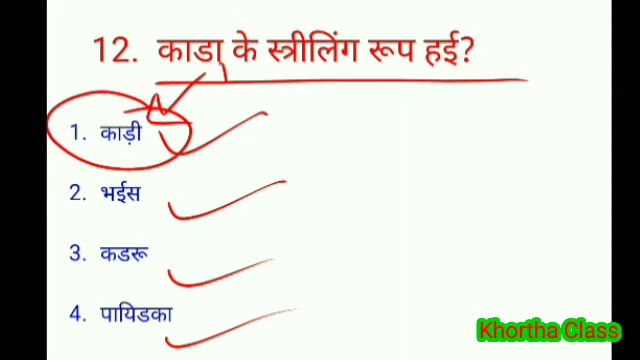 12. काडा के स्त्रीलिंग रूप हई?
1. काड़ी
2. भईस
3. कडरू
4. पायिडका
Khortha Class